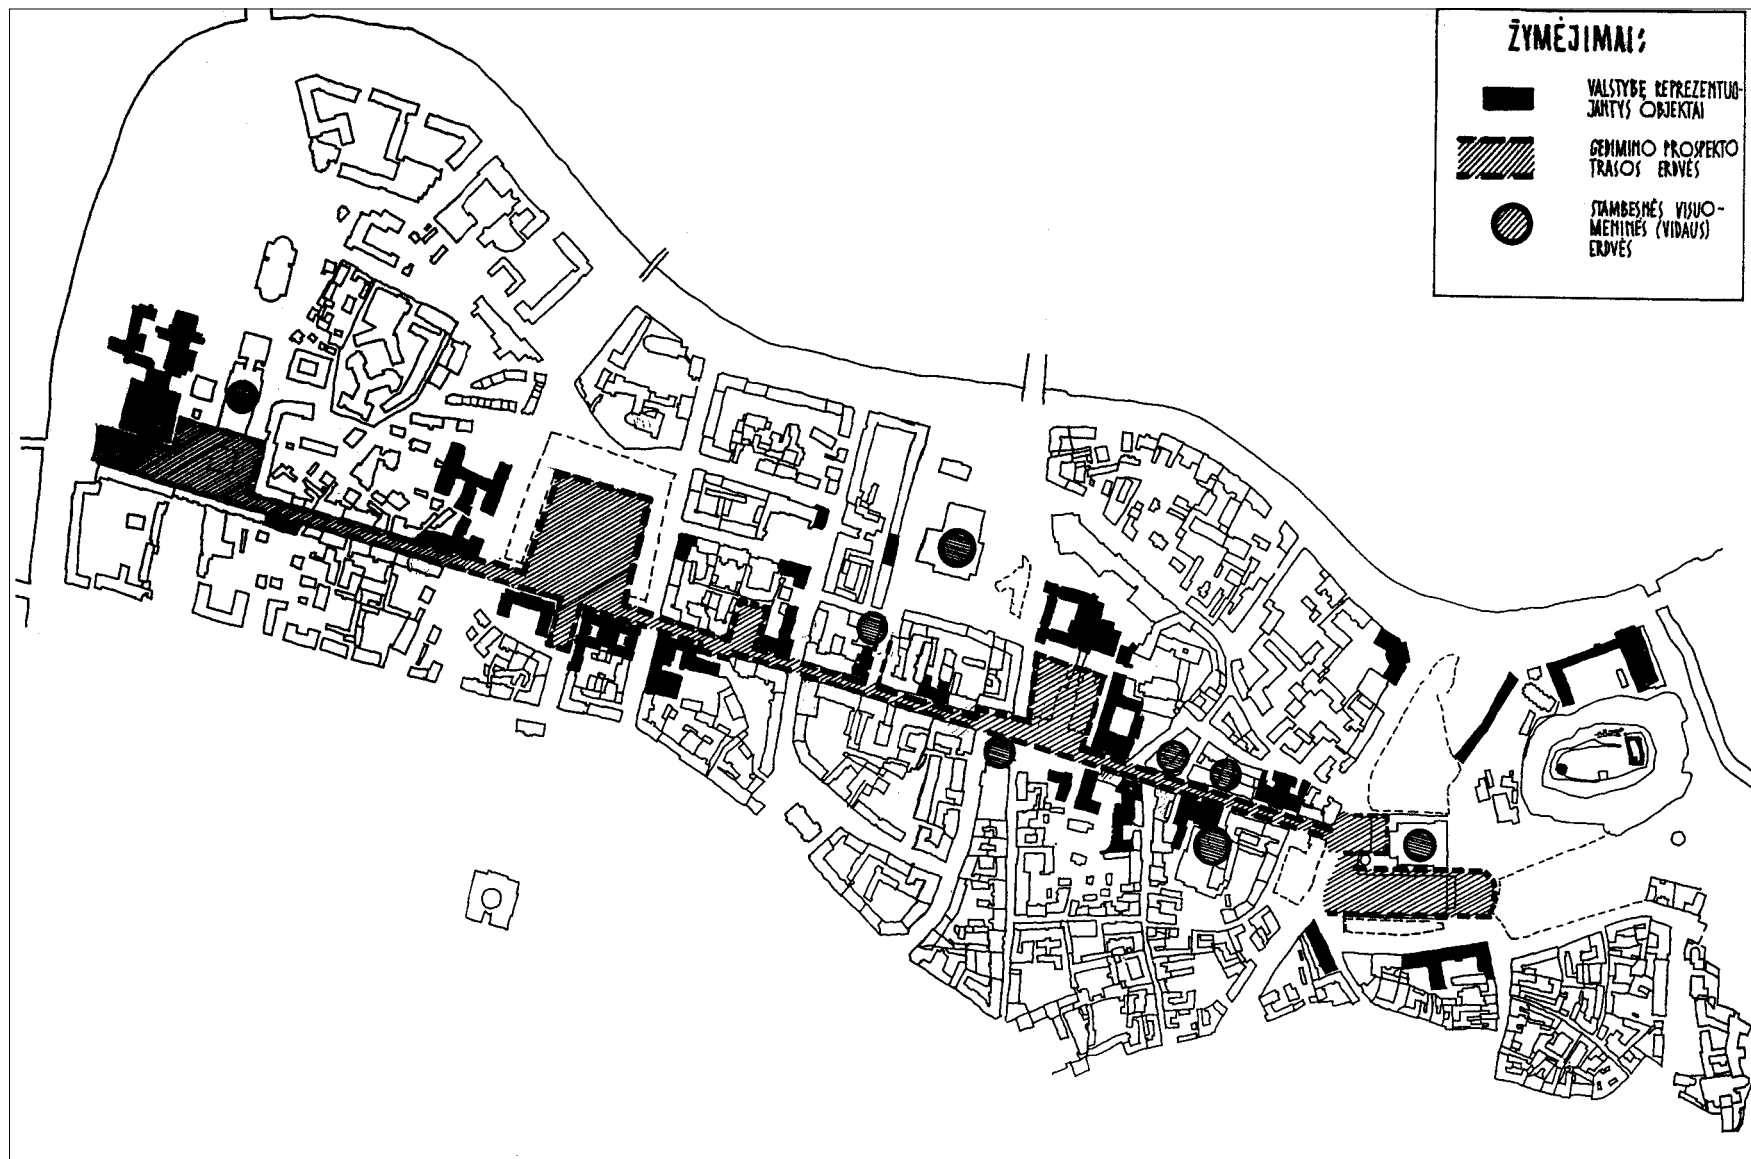 ŽYMĖJIMAI:
VALSTYBĘ REPREZENTUO-
JANTYS OBJEKTAI
GEDIMINO PROSPEKTO
TRASOS ERDVĖS
STAMBESNĖS VISUO-
MENINĖS (VIDAUS)
ERDVĖS